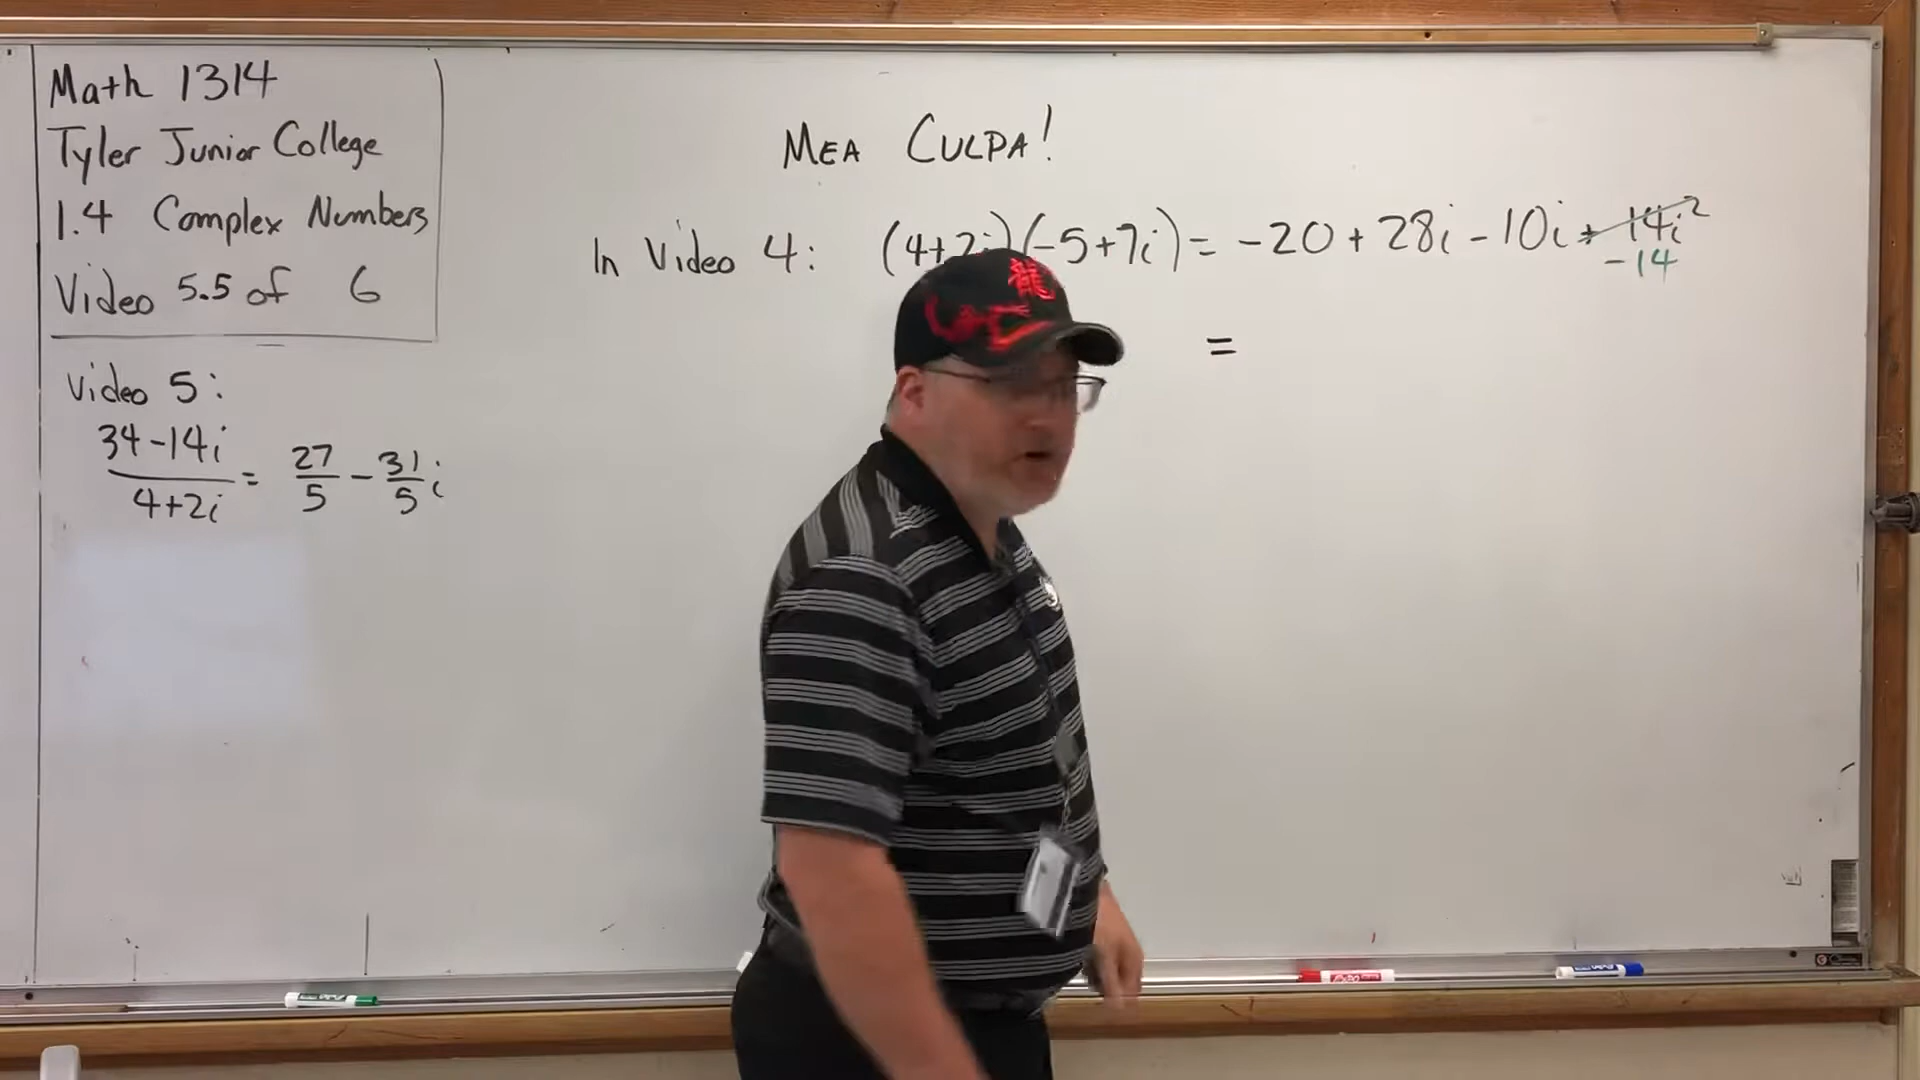 Math 1314
Tyler Junior College
1.4 Complex Numbers
Video 5.5 of 6
Video 5:
34-14i / 4+2i = 27/5 - 31/5 i
MEA CULPA!
In Video 4: (4+2i)(-5+7i) = -20 + 28i - 10i + 14i²
-14
=
龍